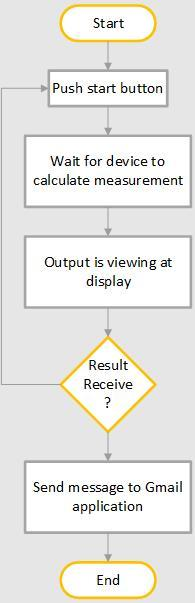 Start
Push start button
Wait for device to
calculate measurement
Output is viewing at
display
Result
Receive
?
Send message to Gmail
application
End